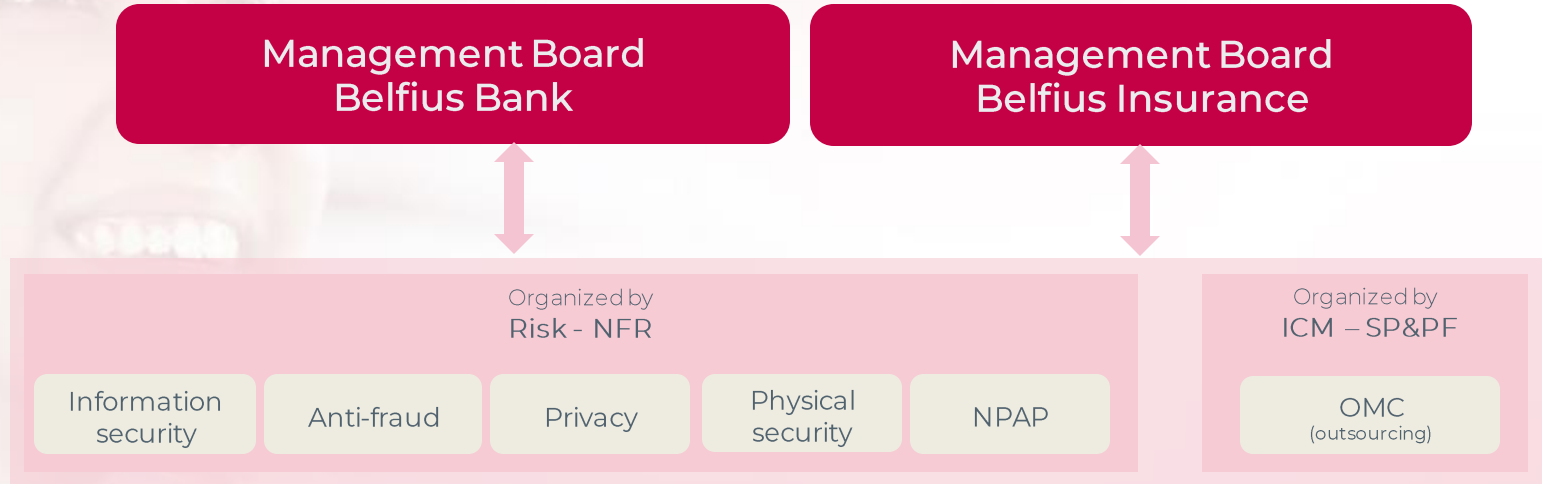 Management Board
Belfius Bank
Management Board
Belfius Insurance
Organized by
Risk - NFR
Organized by
ICM – SP&PF
Information
security
Anti-fraud
Privacy
Physical
security
NPAP
OMC
(outsourcing)